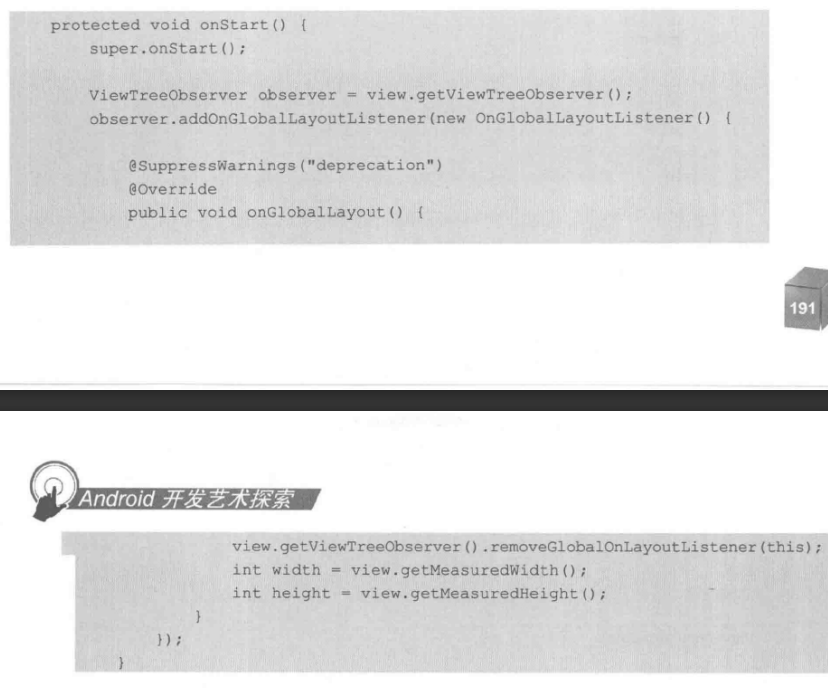 protected void onStart() {
super.onStart();
ViewTreeObserver observer = view.getViewTreeObserver();
observer.addOnGlobalLayoutListener(new OnGlobalLayoutListener() {
@SuppressWarnings("deprecation")
@Override
public void onGlobalLayout() {
191
Android 开发艺术探索
view.getViewTreeObserver().removeGlobalOnLayoutListener(this);
int width = view.getMeasuredWidth();
int height = view.getMeasuredHeight();
}
});
}